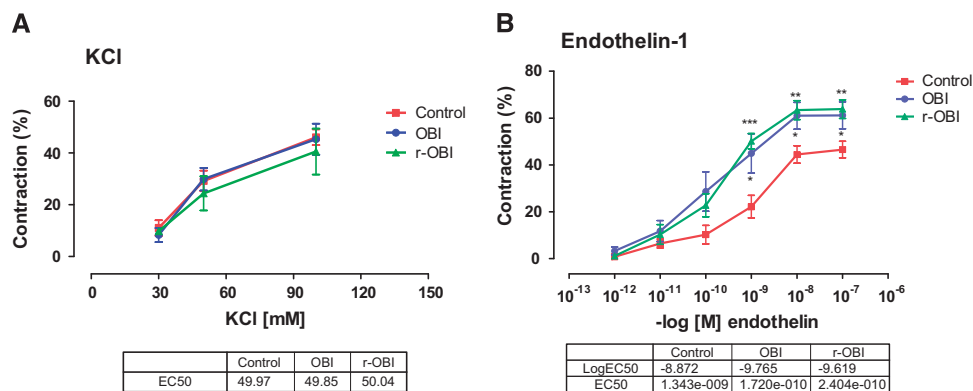 A
KCl
Contraction (%)
60
40
20
0
0 30 60 90 120 150
KCl [mM]
Control
OBI
r-OBI
Control OBI r-OBI
EC50 49.97 49.85 50.04
B
Endothelin-1
Contraction (%)
80
60
40
20
0
10-13 10-12 10-11 10-10 10-9 10-8 10-7 10-6
-log [M] endothelin
*** ** **
* * *
Control
OBI
r-OBI
Control OBI r-OBI
LogEC50 -8.872 -9.765 -9.619
EC50 1.343e-009 1.720e-010 2.404e-010